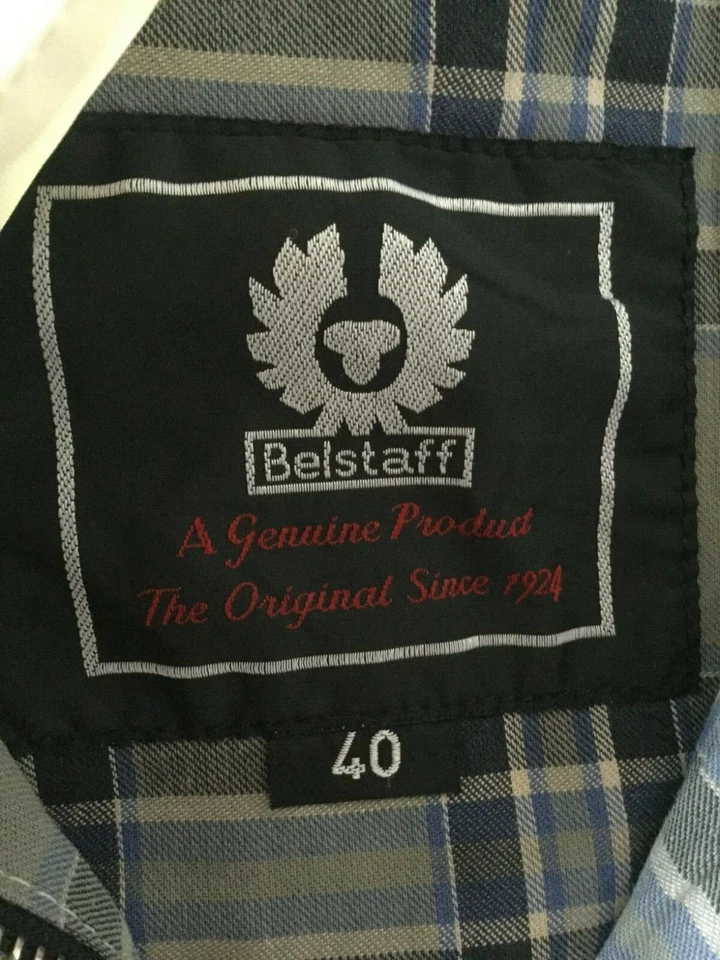 Belstaff
A Genuine Product
The Original Since 1924
40